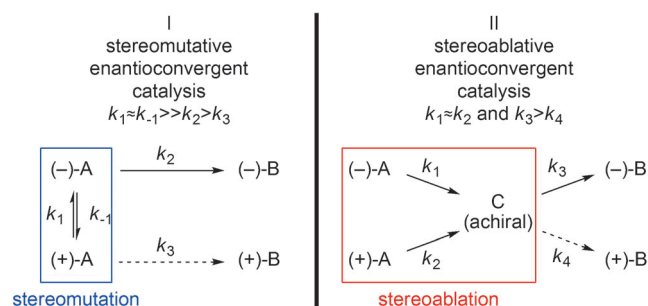 I
stereomutative
enantioconvergent
catalysis
k₁≈k₋₁>>k₂>k₃
(–)-A
k₂
(–)-B
k₁
k₋₁
(+)-A
k₃
(+)-B
stereomutation
II
stereoablative
enantioconvergent
catalysis
k₁≈k₂ and k₃>k₄
(–)-A
k₁
k₃
(–)-B
C
(achiral)
(+)-A
k₂
k₄
(+)-B
stereoablation